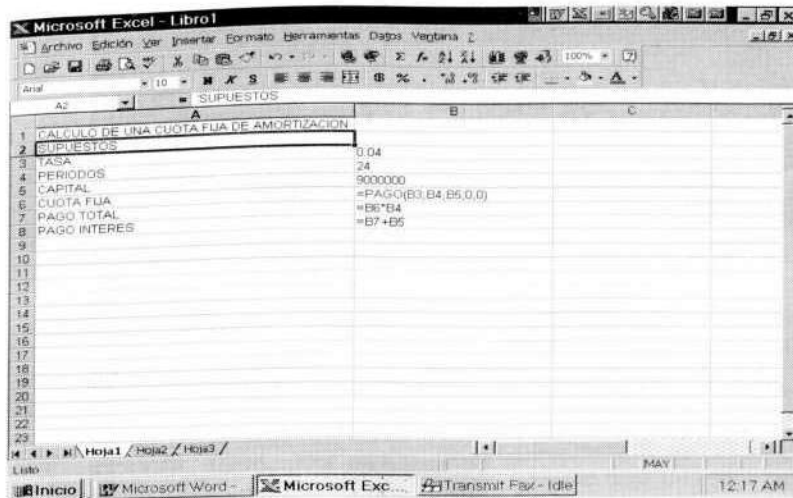 Microsoft Excel - Libro1
Archivo Edición Ver Insertar Formato Herramientas Datos Ventana ?
100%
Arial 10 N K S % .
A2 = SUPUESTOS
A B C
1 CALCULO DE UNA CUOTA FIJA DE AMORTIZACION
2 SUPUESTOS
3 TASA 0.04
4 PERIODOS 24
5 CAPITAL 9000000
6 CUOTA FIJA =PAGO(B3,B4,B5,0,0)
7 PAGO TOTAL =B6*B4
8 PAGO INTERES =B7+B5
9
10
11
12
13
14
15
16
17
18
19
20
21
22
23
Hoja1 Hoja2 Hoja3
Listo MAY
Inicio Microsoft Word - Microsoft Exc... Transmit Fax - Idle 12:17 AM